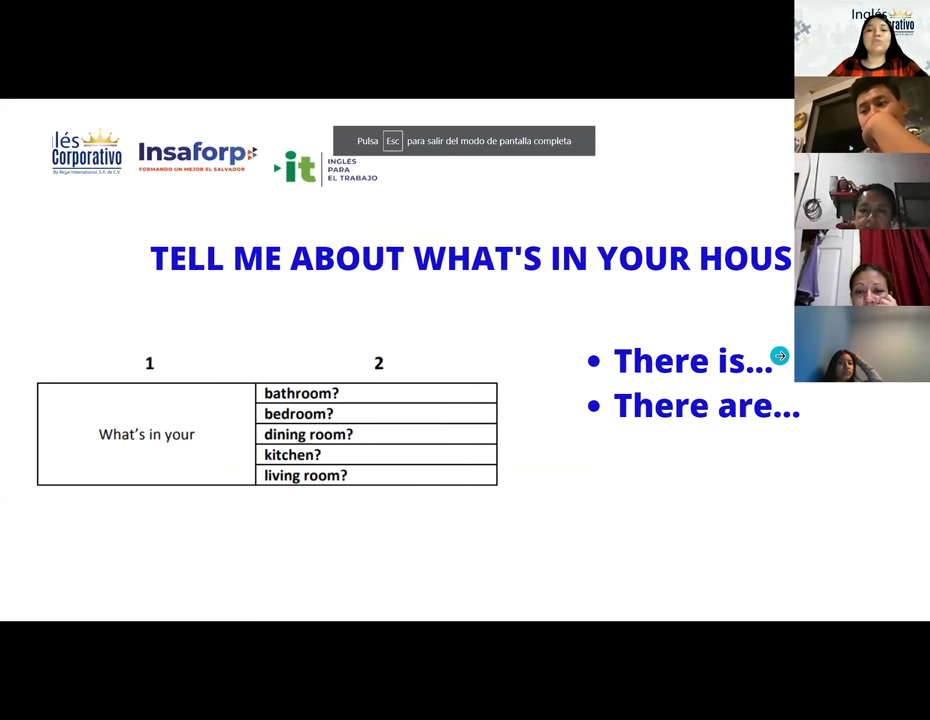 Inglés
Corporativo
lés
Corporativo
By Regal International, S.A. de C.V.
Insaforp
FORMANDO UN MEJOR EL SALVADOR
it
INGLÉS
PARA
EL TRABAJO
Pulsa Esc para salir del modo de pantalla completa
TELL ME ABOUT WHAT'S IN YOUR HOUS
1 2
What's in your
bathroom?
bedroom?
dining room?
kitchen?
living room?
• There is...
• There are...